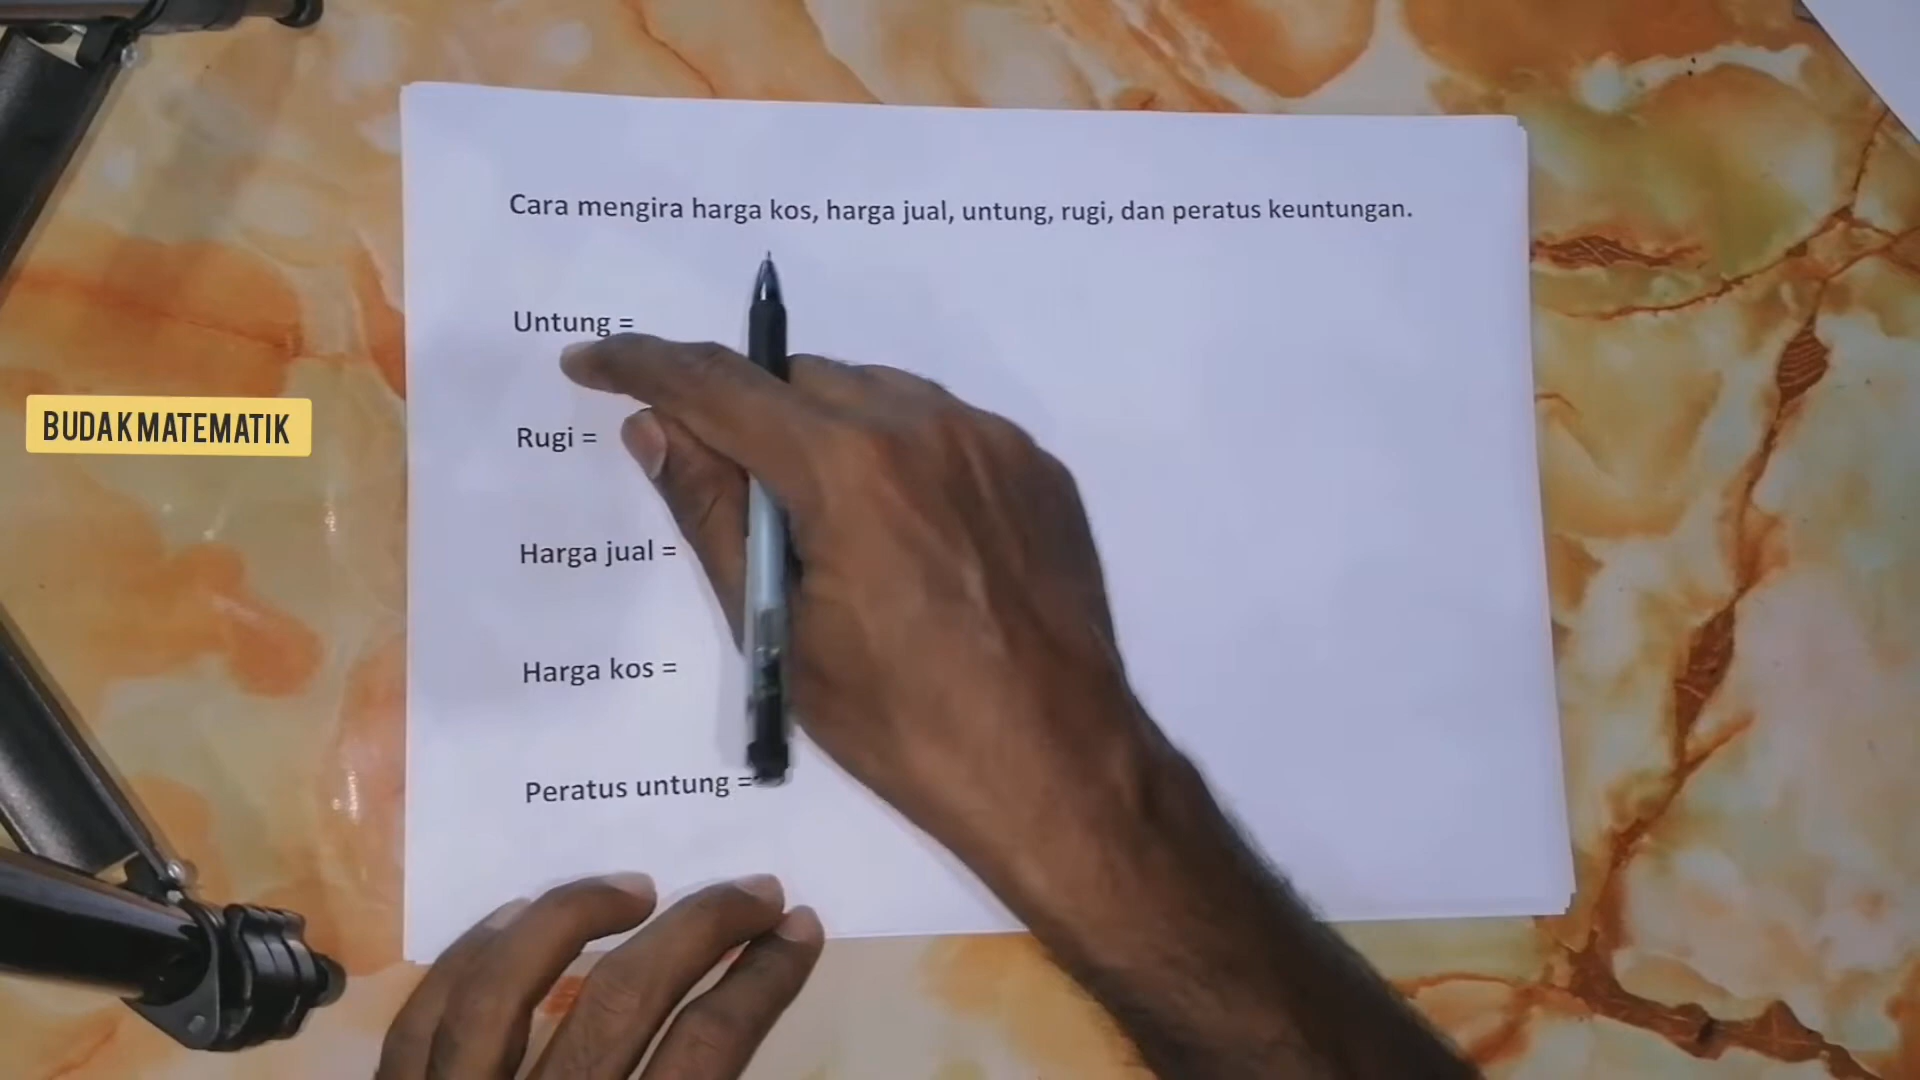 Cara mengira harga kos, harga jual, untung, rugi, dan peratus keuntungan.
Untung =
Rugi =
BUDAKMATEMATIK
Harga jual =
Harga kos =
Peratus untung =